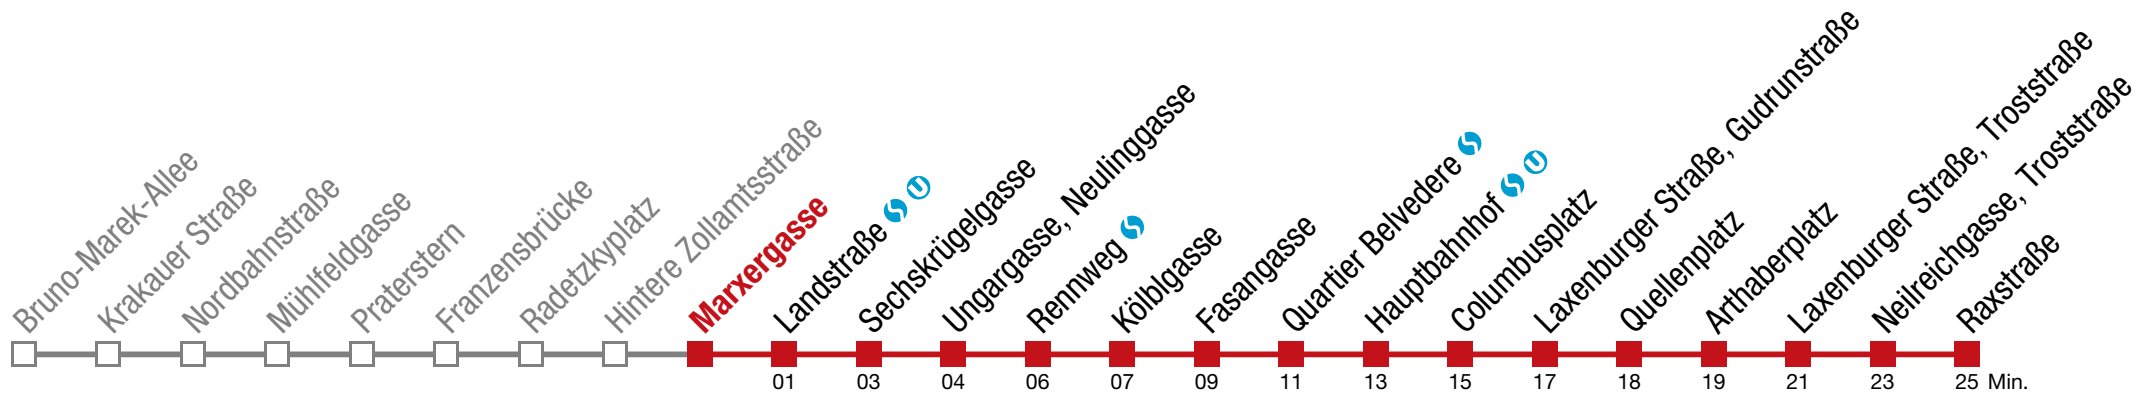 Bruno-Marek-Allee
Krakauer Straße
Nordbahnstraße
Mühlfeldgasse
Praterstern
Franzensbrücke
Radetzkyplatz
Hintere Zollamtsstraße
Marxergasse
Landstraße S U
Sechskrügelgasse
Ungargasse, Neulinggasse
Rennweg S
Kölblgasse
Fasangasse
Quartier Belvedere S
Hauptbahnhof S U
Columbusplatz
Laxenburger Straße, Gudrunstraße
Quellenplatz
Arthaberplatz
Laxenburger Straße, Troststraße
Neilreichgasse, Troststraße
Raxstraße
01 03 04 06 07 09 11 13 15 17 18 19 21 23 25 Min.